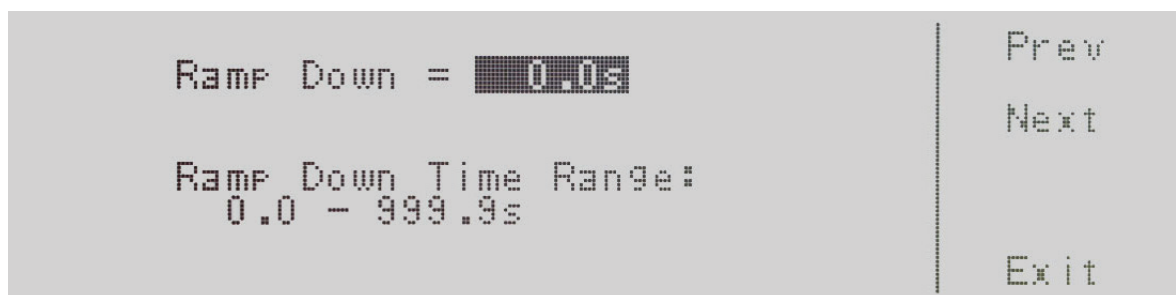 Ramp Down = 0.0s
Ramp Down Time Range:
0.0 - 999.9s
Prev
Next
Exit